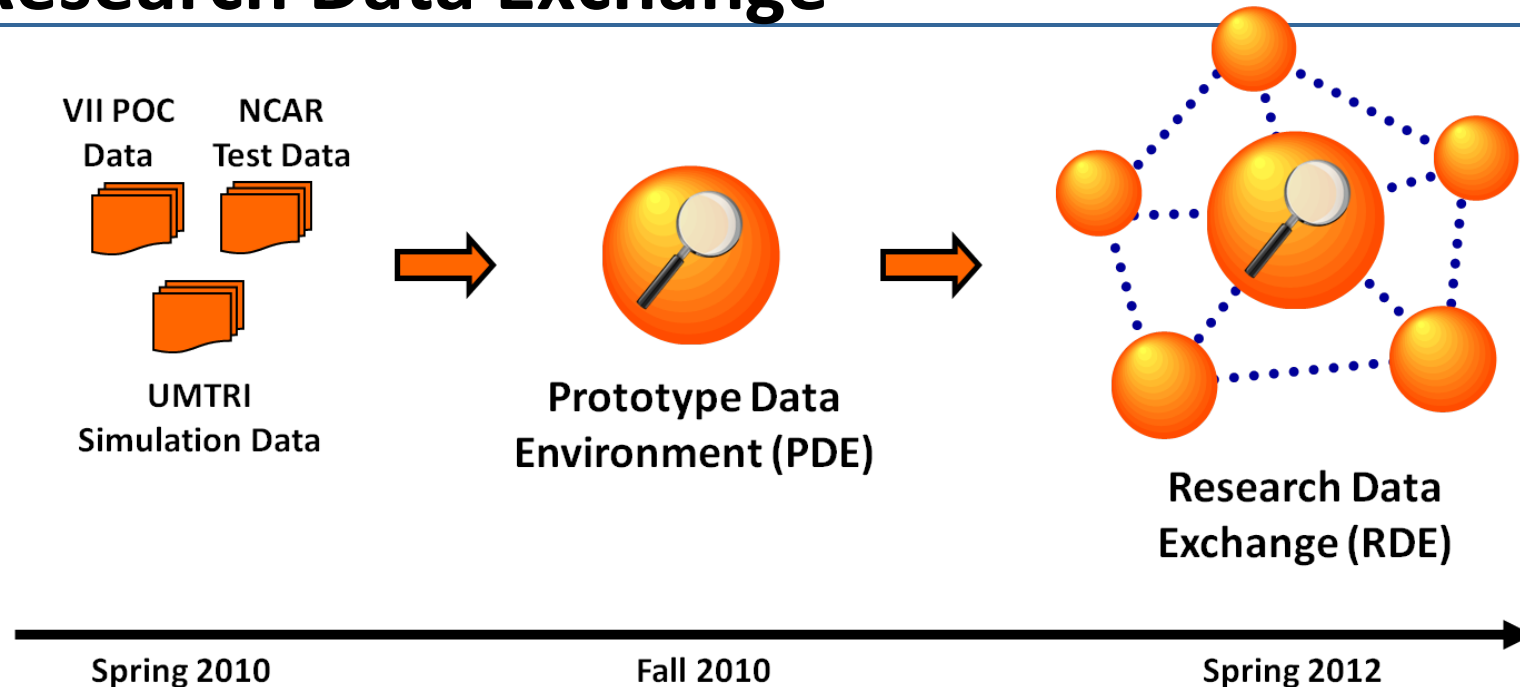 Research Data Exchange
VII POC
Data
NCAR
Test Data
UMTRI
Simulation Data
Prototype Data
Environment (PDE)
Research Data
Exchange (RDE)
Spring 2010
Fall 2010
Spring 2012